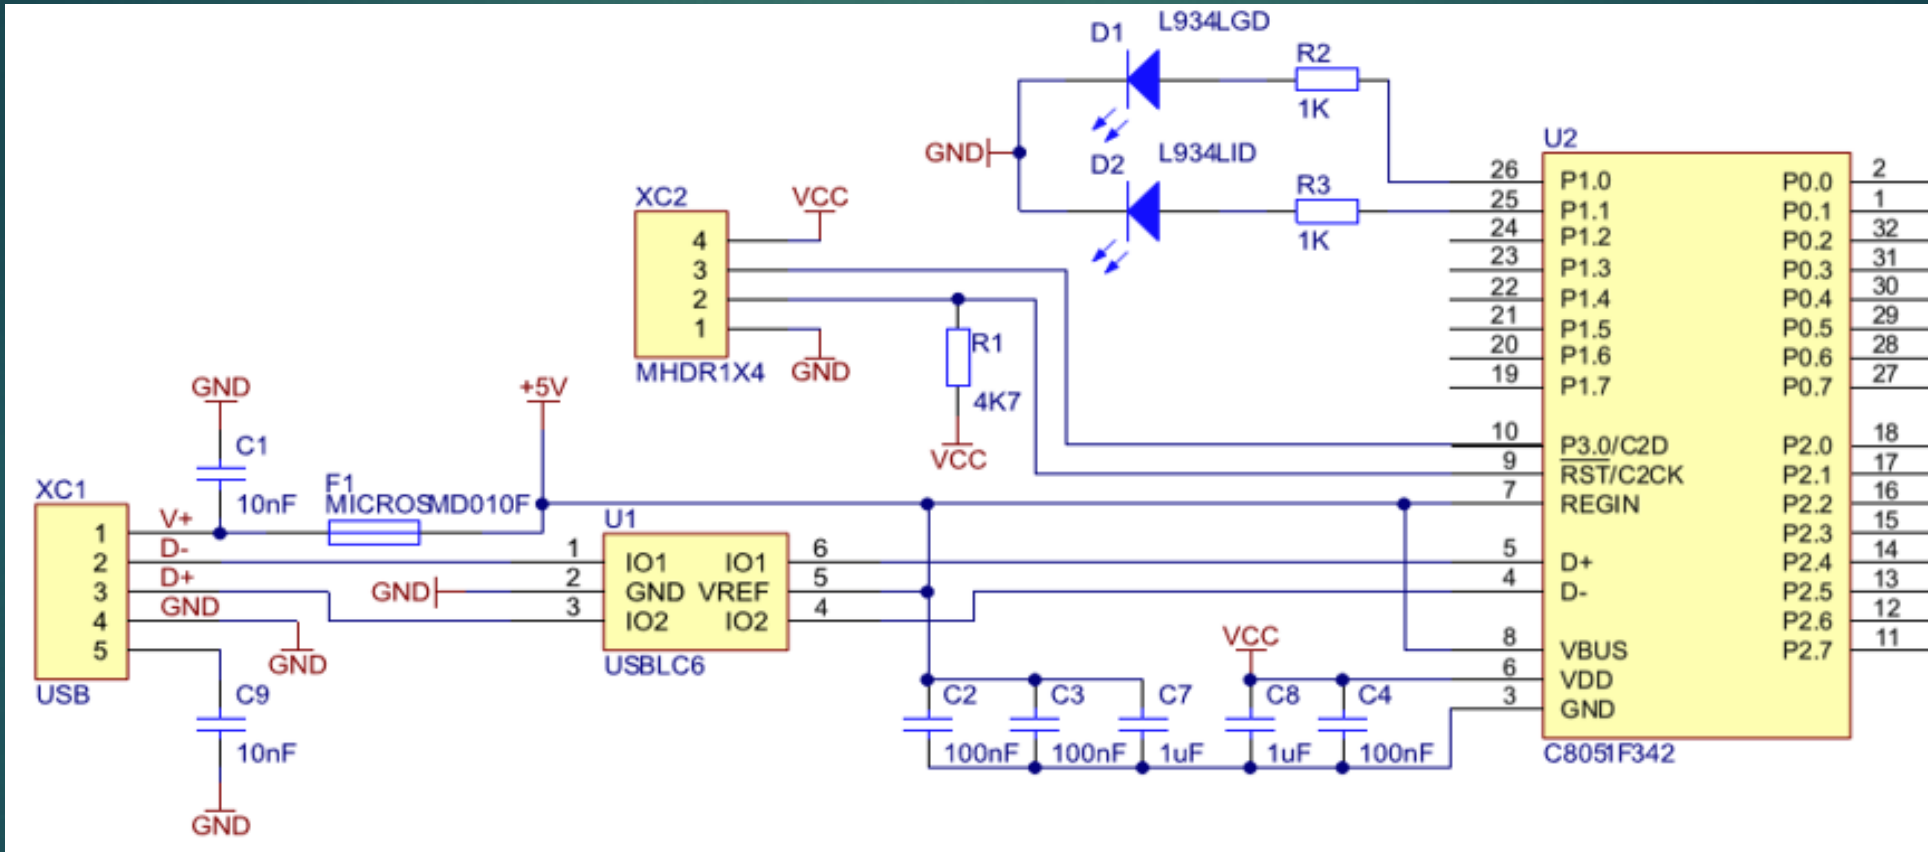 D1
L934LGD
R2
1K
GND
D2
L934LID
R3
1K
XC2
VCC
4
3
2
1
MHDR1X4
GND
R1
4K7
VCC
GND
C1
10nF
+5V
F1
MICROSMD010F
XC1
V+
D-
D+
GND
1
2
3
4
5
USB
GND
C9
10nF
GND
U1
GND
1 IO1 IO1 6
2 GND VREF 5
3 IO2 IO2 4
USBLC6
C2
100nF
C3
100nF
C7
1uF
VCC
C8
1uF
C4
100nF
U2
26 P1.0 P0.0 2
25 P1.1 P0.1 1
24 P1.2 P0.2 32
23 P1.3 P0.3 31
22 P1.4 P0.4 30
21 P1.5 P0.5 29
20 P1.6 P0.6 28
19 P1.7 P0.7 27
10 P3.0/C2D P2.0 18
9 RST/C2CK P2.1 17
7 REGIN P2.2 16
P2.3 15
5 D+ P2.4 14
4 D- P2.5 13
P2.6 12
8 VBUS P2.7 11
6 VDD
3 GND
C8051F342